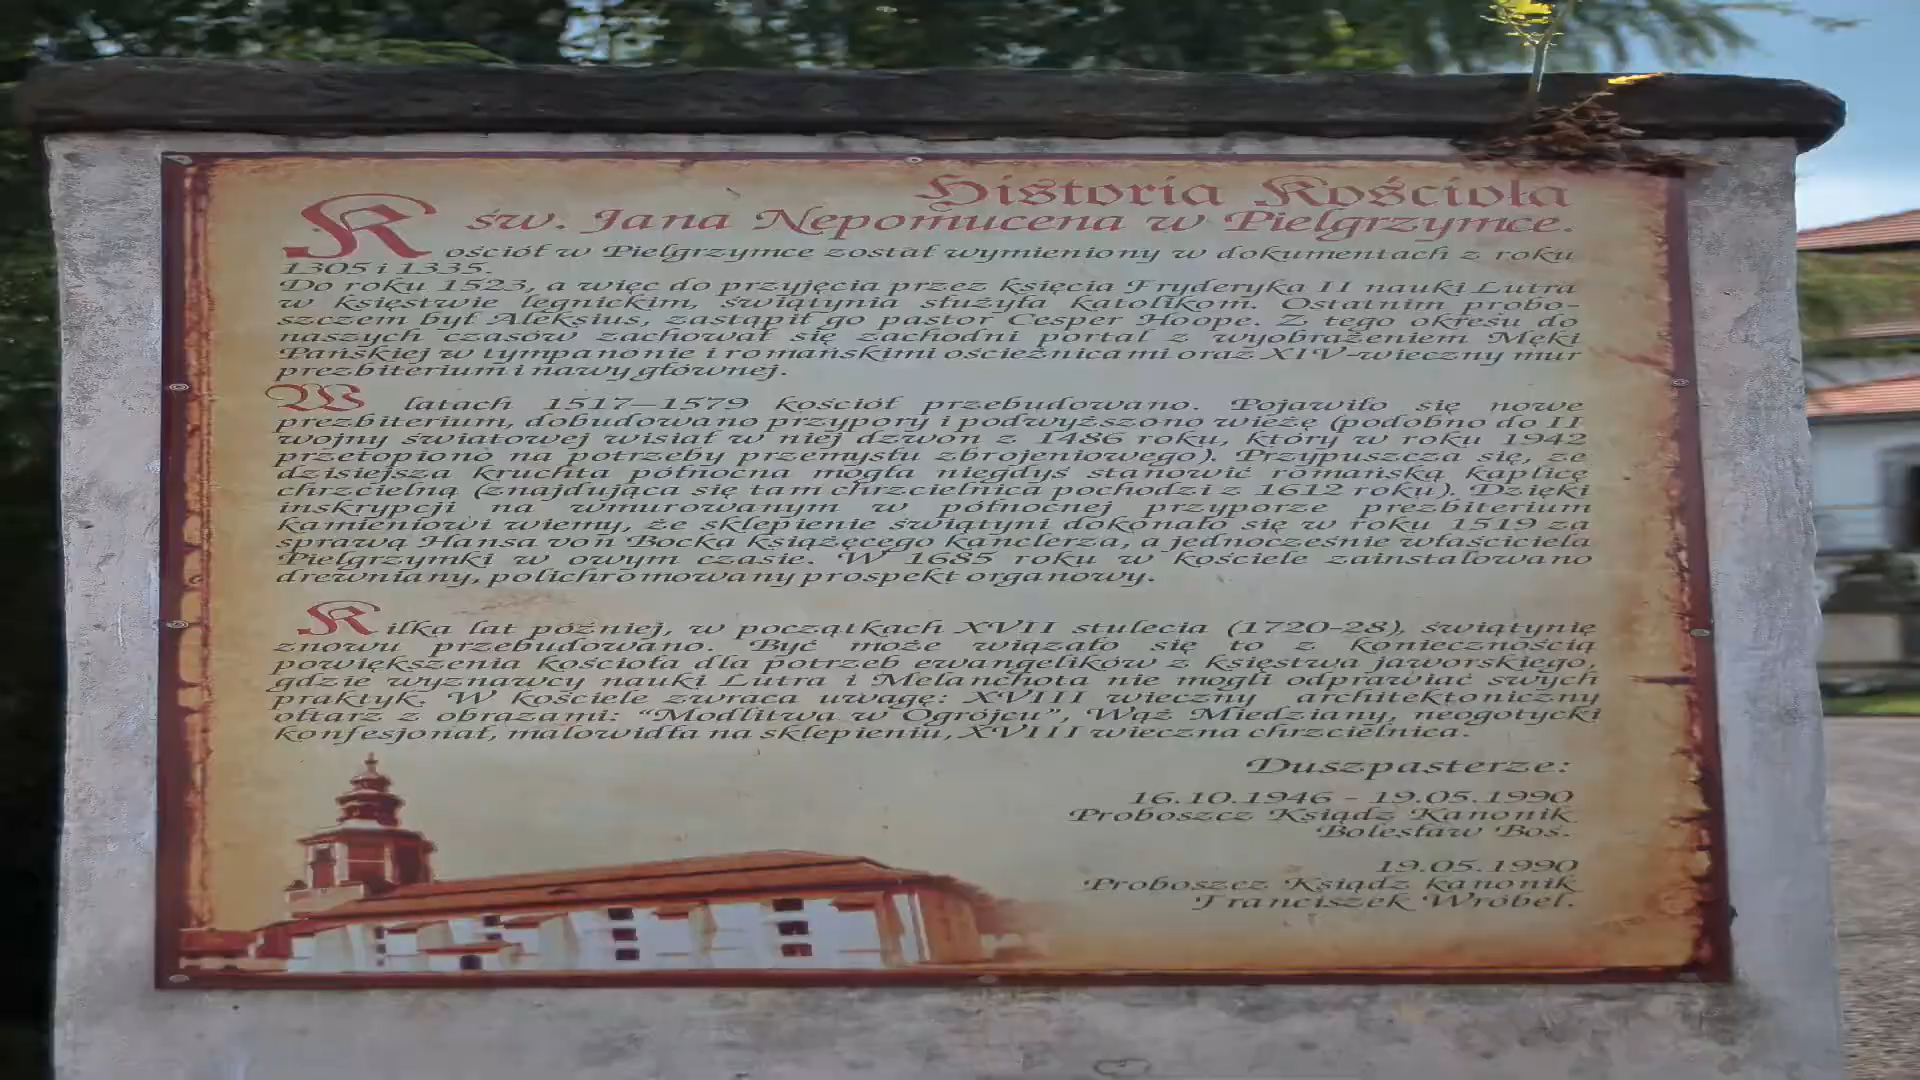 Historia Kościoła
św. Jana Nepomucena w Pielgrzymce.
Kościół w Pielgrzymce został wymieniony w dokumentach z roku
1305 i 1335.
Do roku 1523, a więc do przyjęcia przez księcia Fryderyka II nauki Lutra
w księstwie legnickim, świątynia służyła katolikom. Ostatnim probo-
szczem był Aleksius, zastąpił go pastor Cesper Hoope. Z tego okresu do
naszych czasów zachował się zachodni portal z wyobrażeniem Męki
Pańskiej w tympanonie i romańskimi ościeżnicami oraz XIV-wieczny mur
prezbiterium i nawy głównej.
W latach 1517–1579 kościół przebudowano. Pojawiło się nowe
prezbiterium, dobudowano przypory i podwyższono wieżę (podobno do II
wojny światowej wisiał w niej dzwon z 1486 roku, który w roku 1942
przetopiono na potrzeby przemysłu zbrojeniowego). Przypuszcza się, że
dzisiejsza kruchta północna mogła niegdyś stanowić romańską kaplicę
chrzcielną (znajdująca się tam chrzcielnica pochodzi z 1612 roku). Dzięki
inskrypcji na wmurowanym w północnej przyporze prezbiterium
kamieniowi wiemy, że sklepienie świątyni dokonało się w roku 1519 za
sprawą Hansa von Bocka książęcego kanclerza, a jednocześnie właściciela
Pielgrzymki w owym czasie. W 1685 roku w kościele zainstalowano
drewniany, polichromowany prospekt organowy.
Kilka lat później, w początkach XVII stulecia (1720-28), świątynię
znowu przebudowano. Być może wiązało się to z koniecznością
powiększenia kościoła dla potrzeb ewangelików z księstwa jaworskiego,
gdzie wyznawcy nauki Lutra i Melanchota nie mogli odprawiać swych
praktyk. W kościele zwraca uwagę: XVIII wieczny architektoniczny
ołtarz z obrazami: "Modlitwa w Ogrójcu", Wąż Miedziany, neogotycki
konfesjonał, malowidła na sklepieniu, XVIII wieczna chrzcielnica.
Duszpasterze:
16.10.1946 - 19.05.1990
Proboszcz Ksiądz Kanonik
Bolesław Boś.
19.05.1990
Proboszcz Ksiądz kanonik
Franciszek Wróbel.